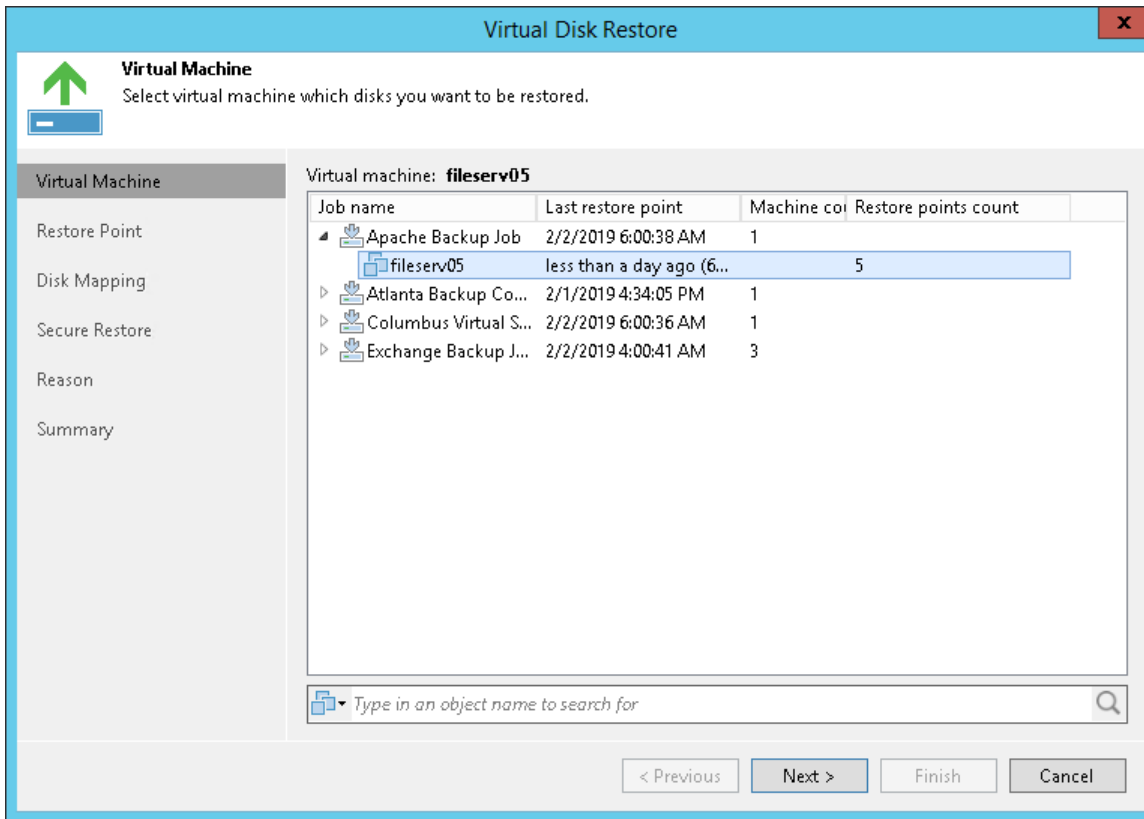 Virtual Disk Restore
x
Virtual Machine
Select virtual machine which disks you want to be restored.
Virtual Machine
Restore Point
Disk Mapping
Secure Restore
Reason
Summary
Virtual machine: fileserv05
Job name Last restore point Machine co Restore points count
Apache Backup Job 2/2/2019 6:00:38 AM 1
fileserv05 less than a day ago (6... 5
Atlanta Backup Co... 2/1/2019 4:34:05 PM 1
Columbus Virtual S... 2/2/2019 6:00:36 AM 1
Exchange Backup J... 2/2/2019 4:00:41 AM 3
Type in an object name to search for
< Previous Next > Finish Cancel